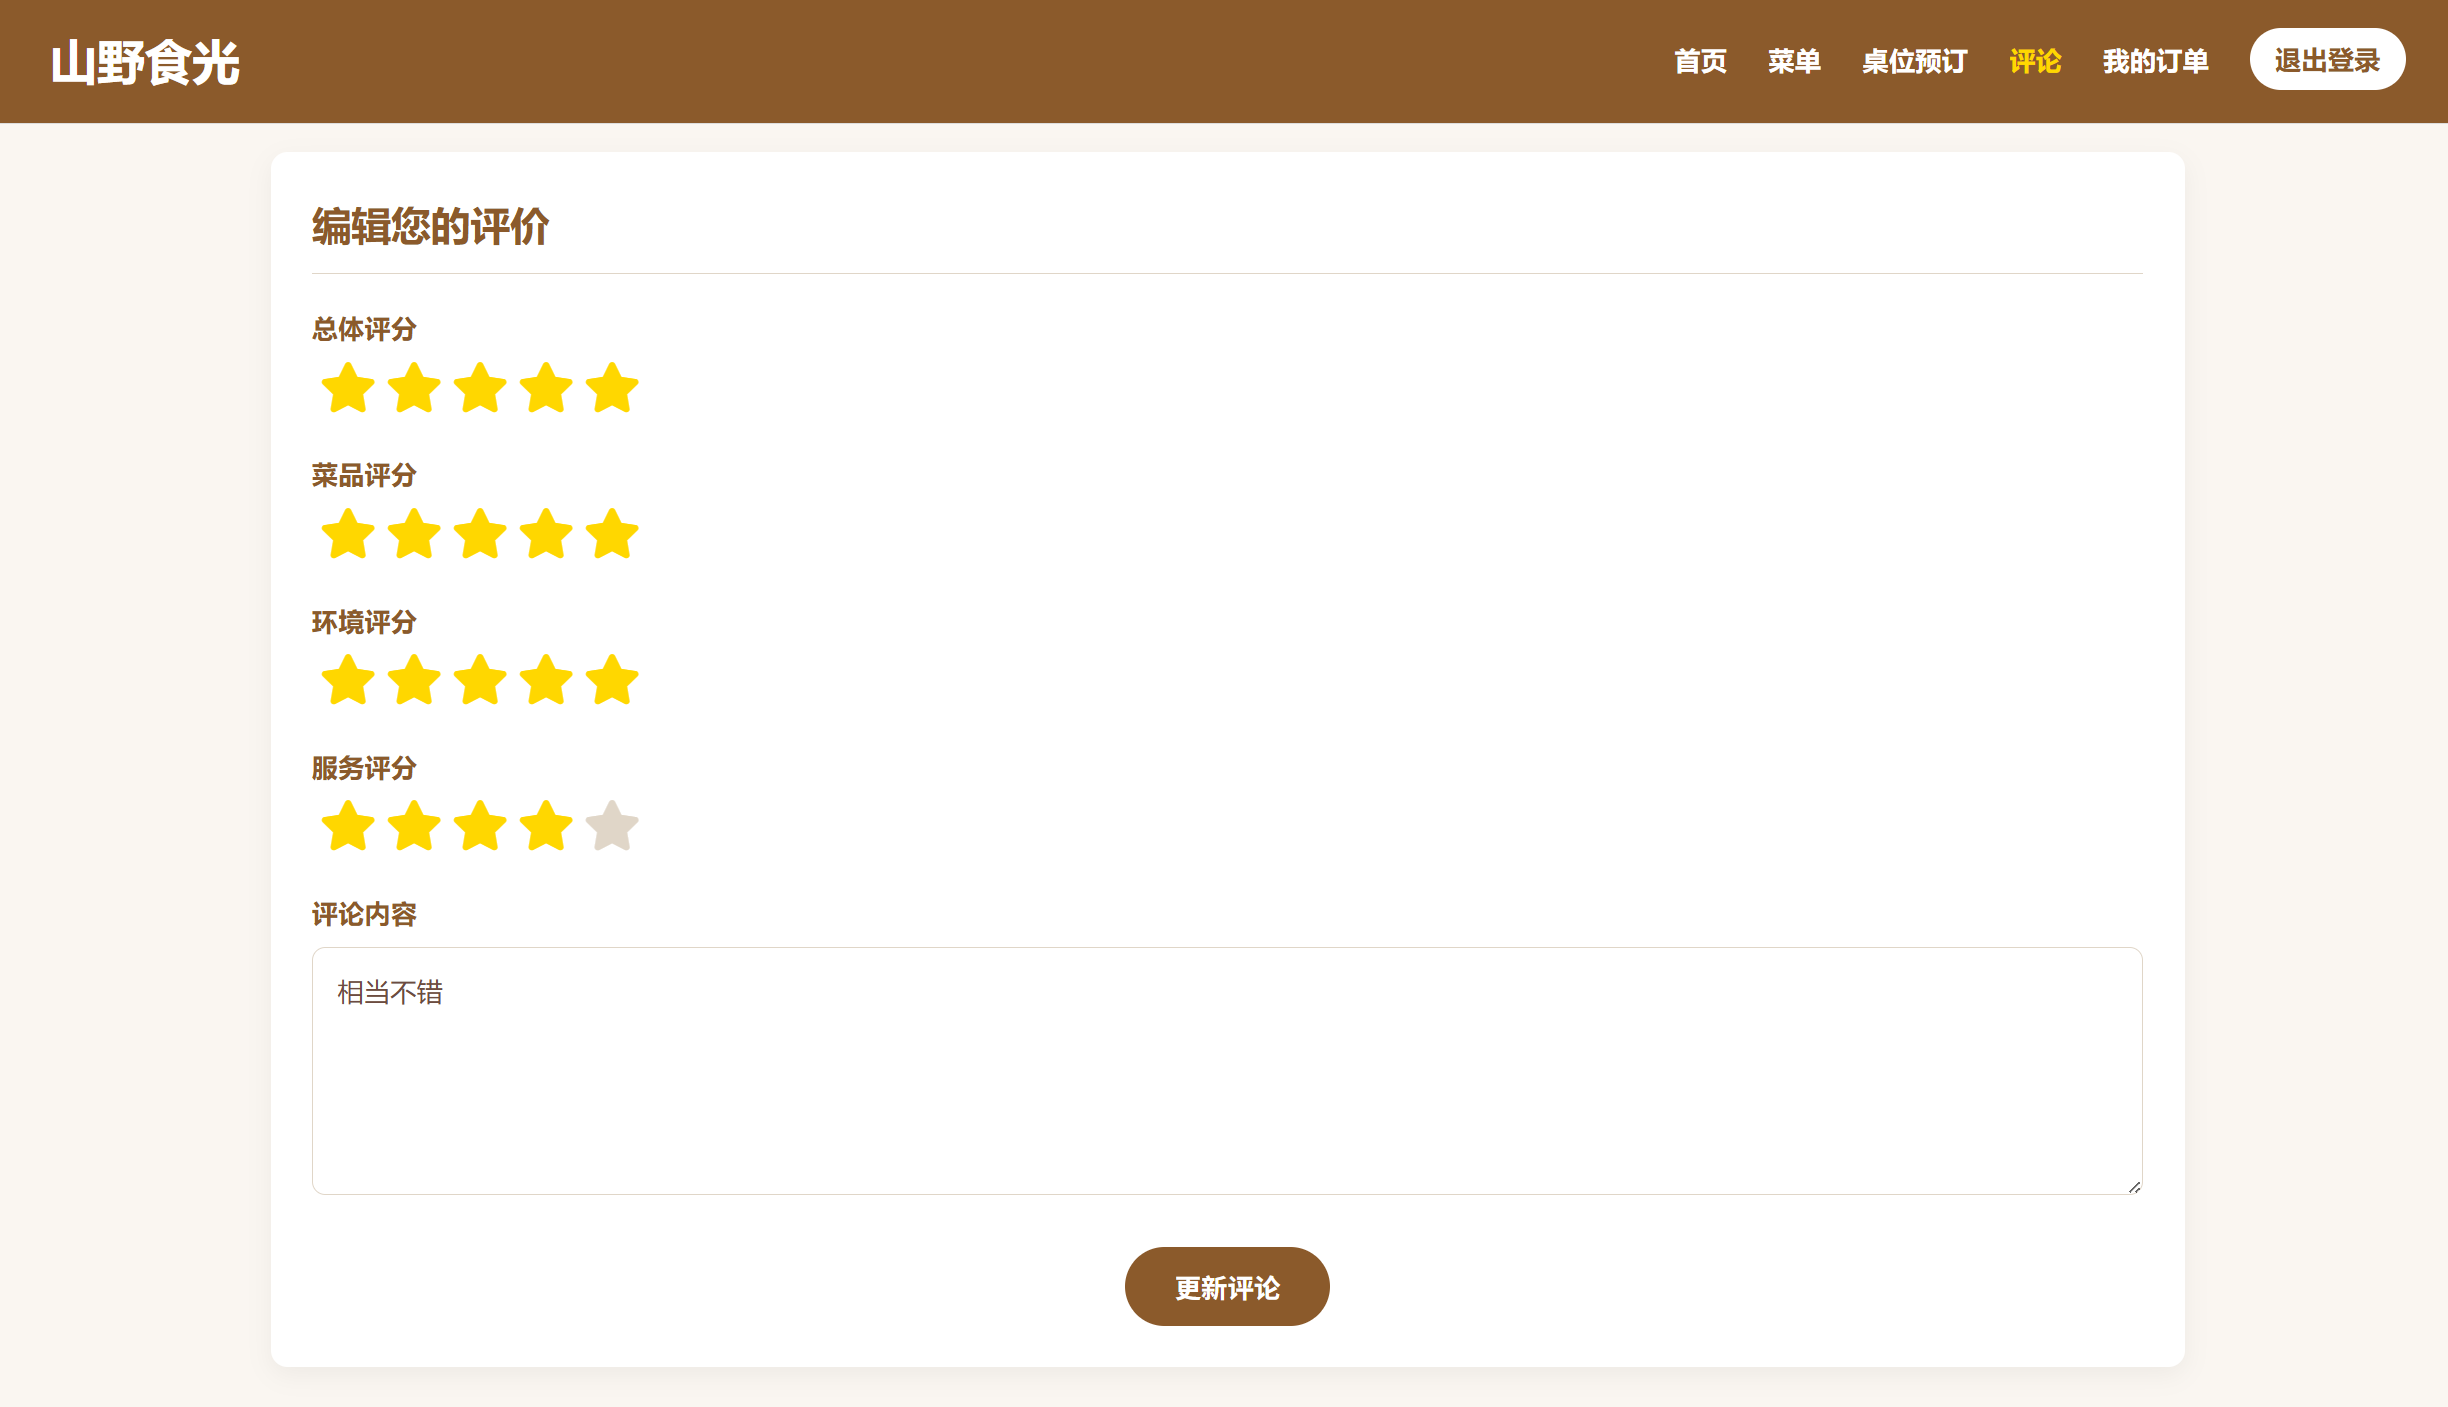 山野食光
首页 菜单 桌位预订 评论 我的订单 退出登录
编辑您的评价
总体评分
菜品评分
环境评分
服务评分
评论内容
相当不错
更新评论